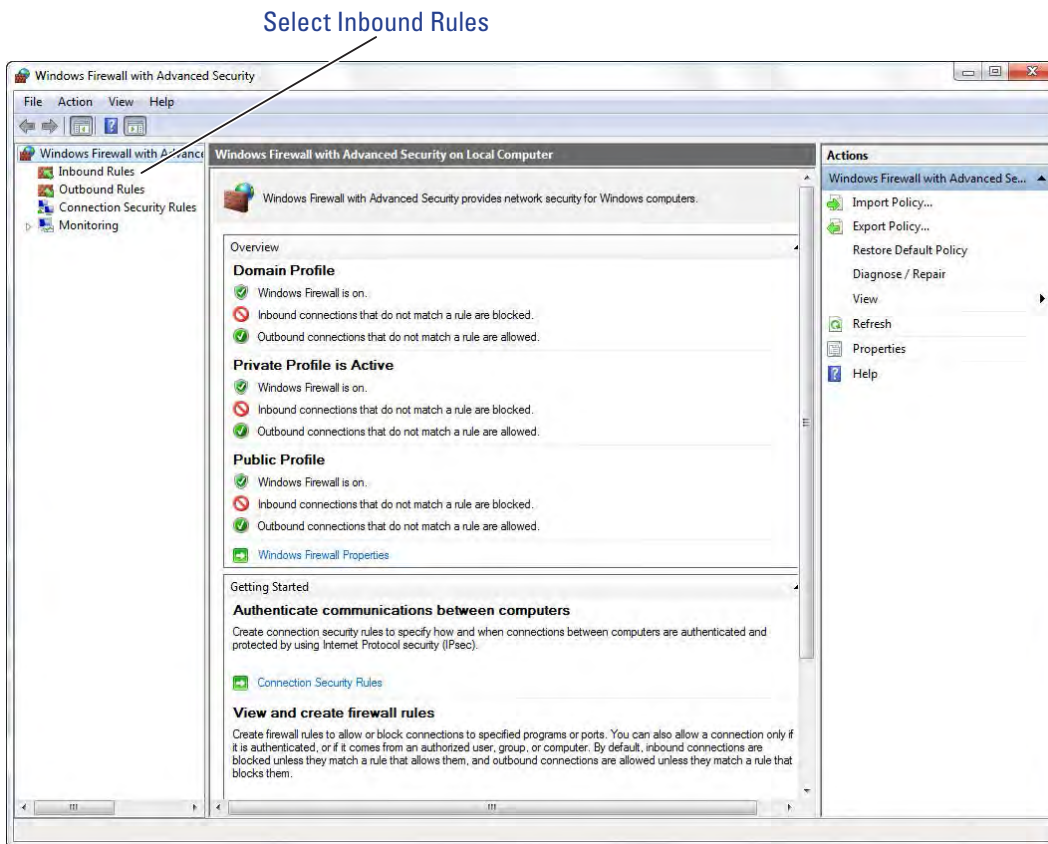 Select Inbound Rules
Windows Firewall with Advanced Security
File Action View Help
Windows Firewall with Advance
Inbound Rules
Outbound Rules
Connection Security Rules
Monitoring
Windows Firewall with Advanced Security on Local Computer
Windows Firewall with Advanced Security provides network security for Windows computers.
Overview
Domain Profile
Windows Firewall is on.
Inbound connections that do not match a rule are blocked.
Outbound connections that do not match a rule are allowed.
Private Profile is Active
Windows Firewall is on.
Inbound connections that do not match a rule are blocked.
Outbound connections that do not match a rule are allowed.
Public Profile
Windows Firewall is on.
Inbound connections that do not match a rule are blocked.
Outbound connections that do not match a rule are allowed.
Windows Firewall Properties
Getting Started
Authenticate communications between computers
Create connection security rules to specify how and when connections between computers are authenticated and
protected by using Internet Protocol security (IPsec).
Connection Security Rules
View and create firewall rules
Create firewall rules to allow or block connections to specified programs or ports. You can also allow a connection only if
it is authenticated, or if it comes from an authorized user, group, or computer. By default, inbound connections are
blocked unless they match a rule that allows them, and outbound connections are allowed unless they match a rule that
blocks them.
Actions
Windows Firewall with Advanced Se...
Import Policy...
Export Policy...
Restore Default Policy
Diagnose / Repair
View
Refresh
Properties
Help